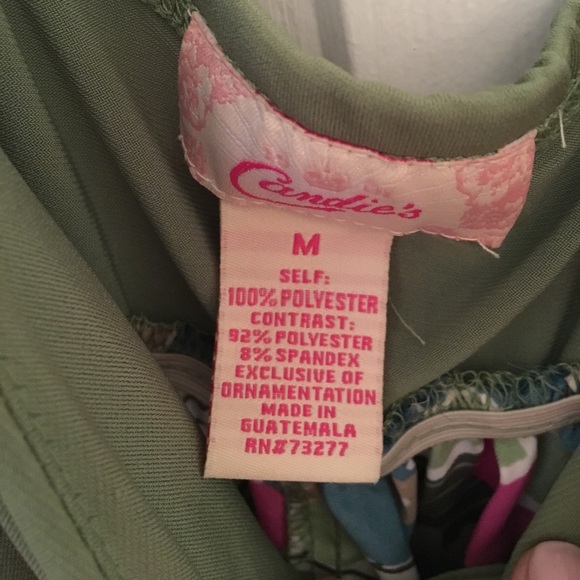 Candie's
M
SELF:
100% POLYESTER
CONTRAST:
92% POLYESTER
8% SPANDEX
EXCLUSIVE OF
ORNAMENTATION
MADE IN
GUATEMALA
RN#73277